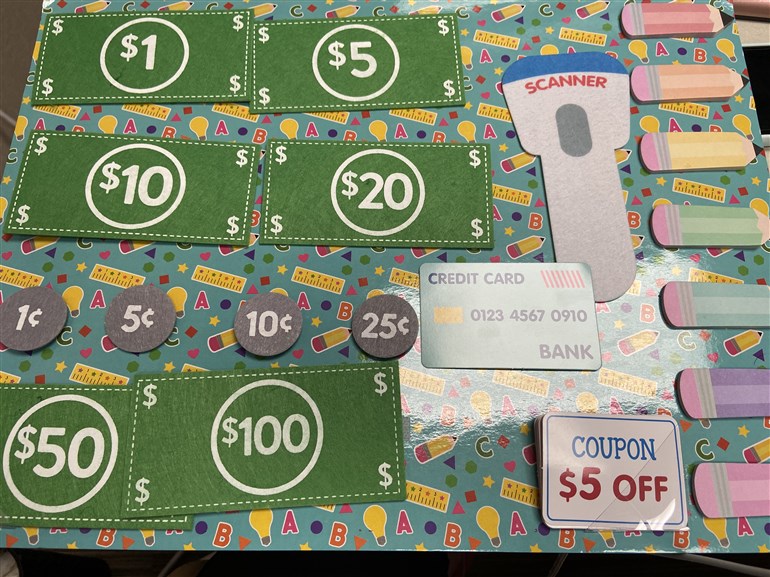 $1
$5
SCANNER
$10
$20
1¢
5¢
10¢
25¢
CREDIT CARD
0123 4567 0910
BANK
$50
$100
COUPON
$5 OFF